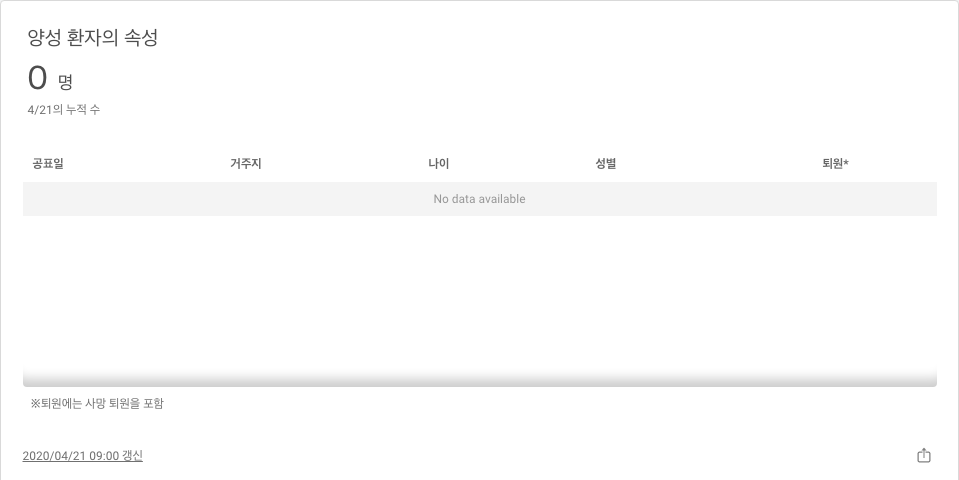 양성 환자의 속성
0 명
4/21의 누적 수
공표일 거주지 나이 성별 퇴원*
No data available
※퇴원에는 사망 퇴원을 포함
2020/04/21 09:00 갱신